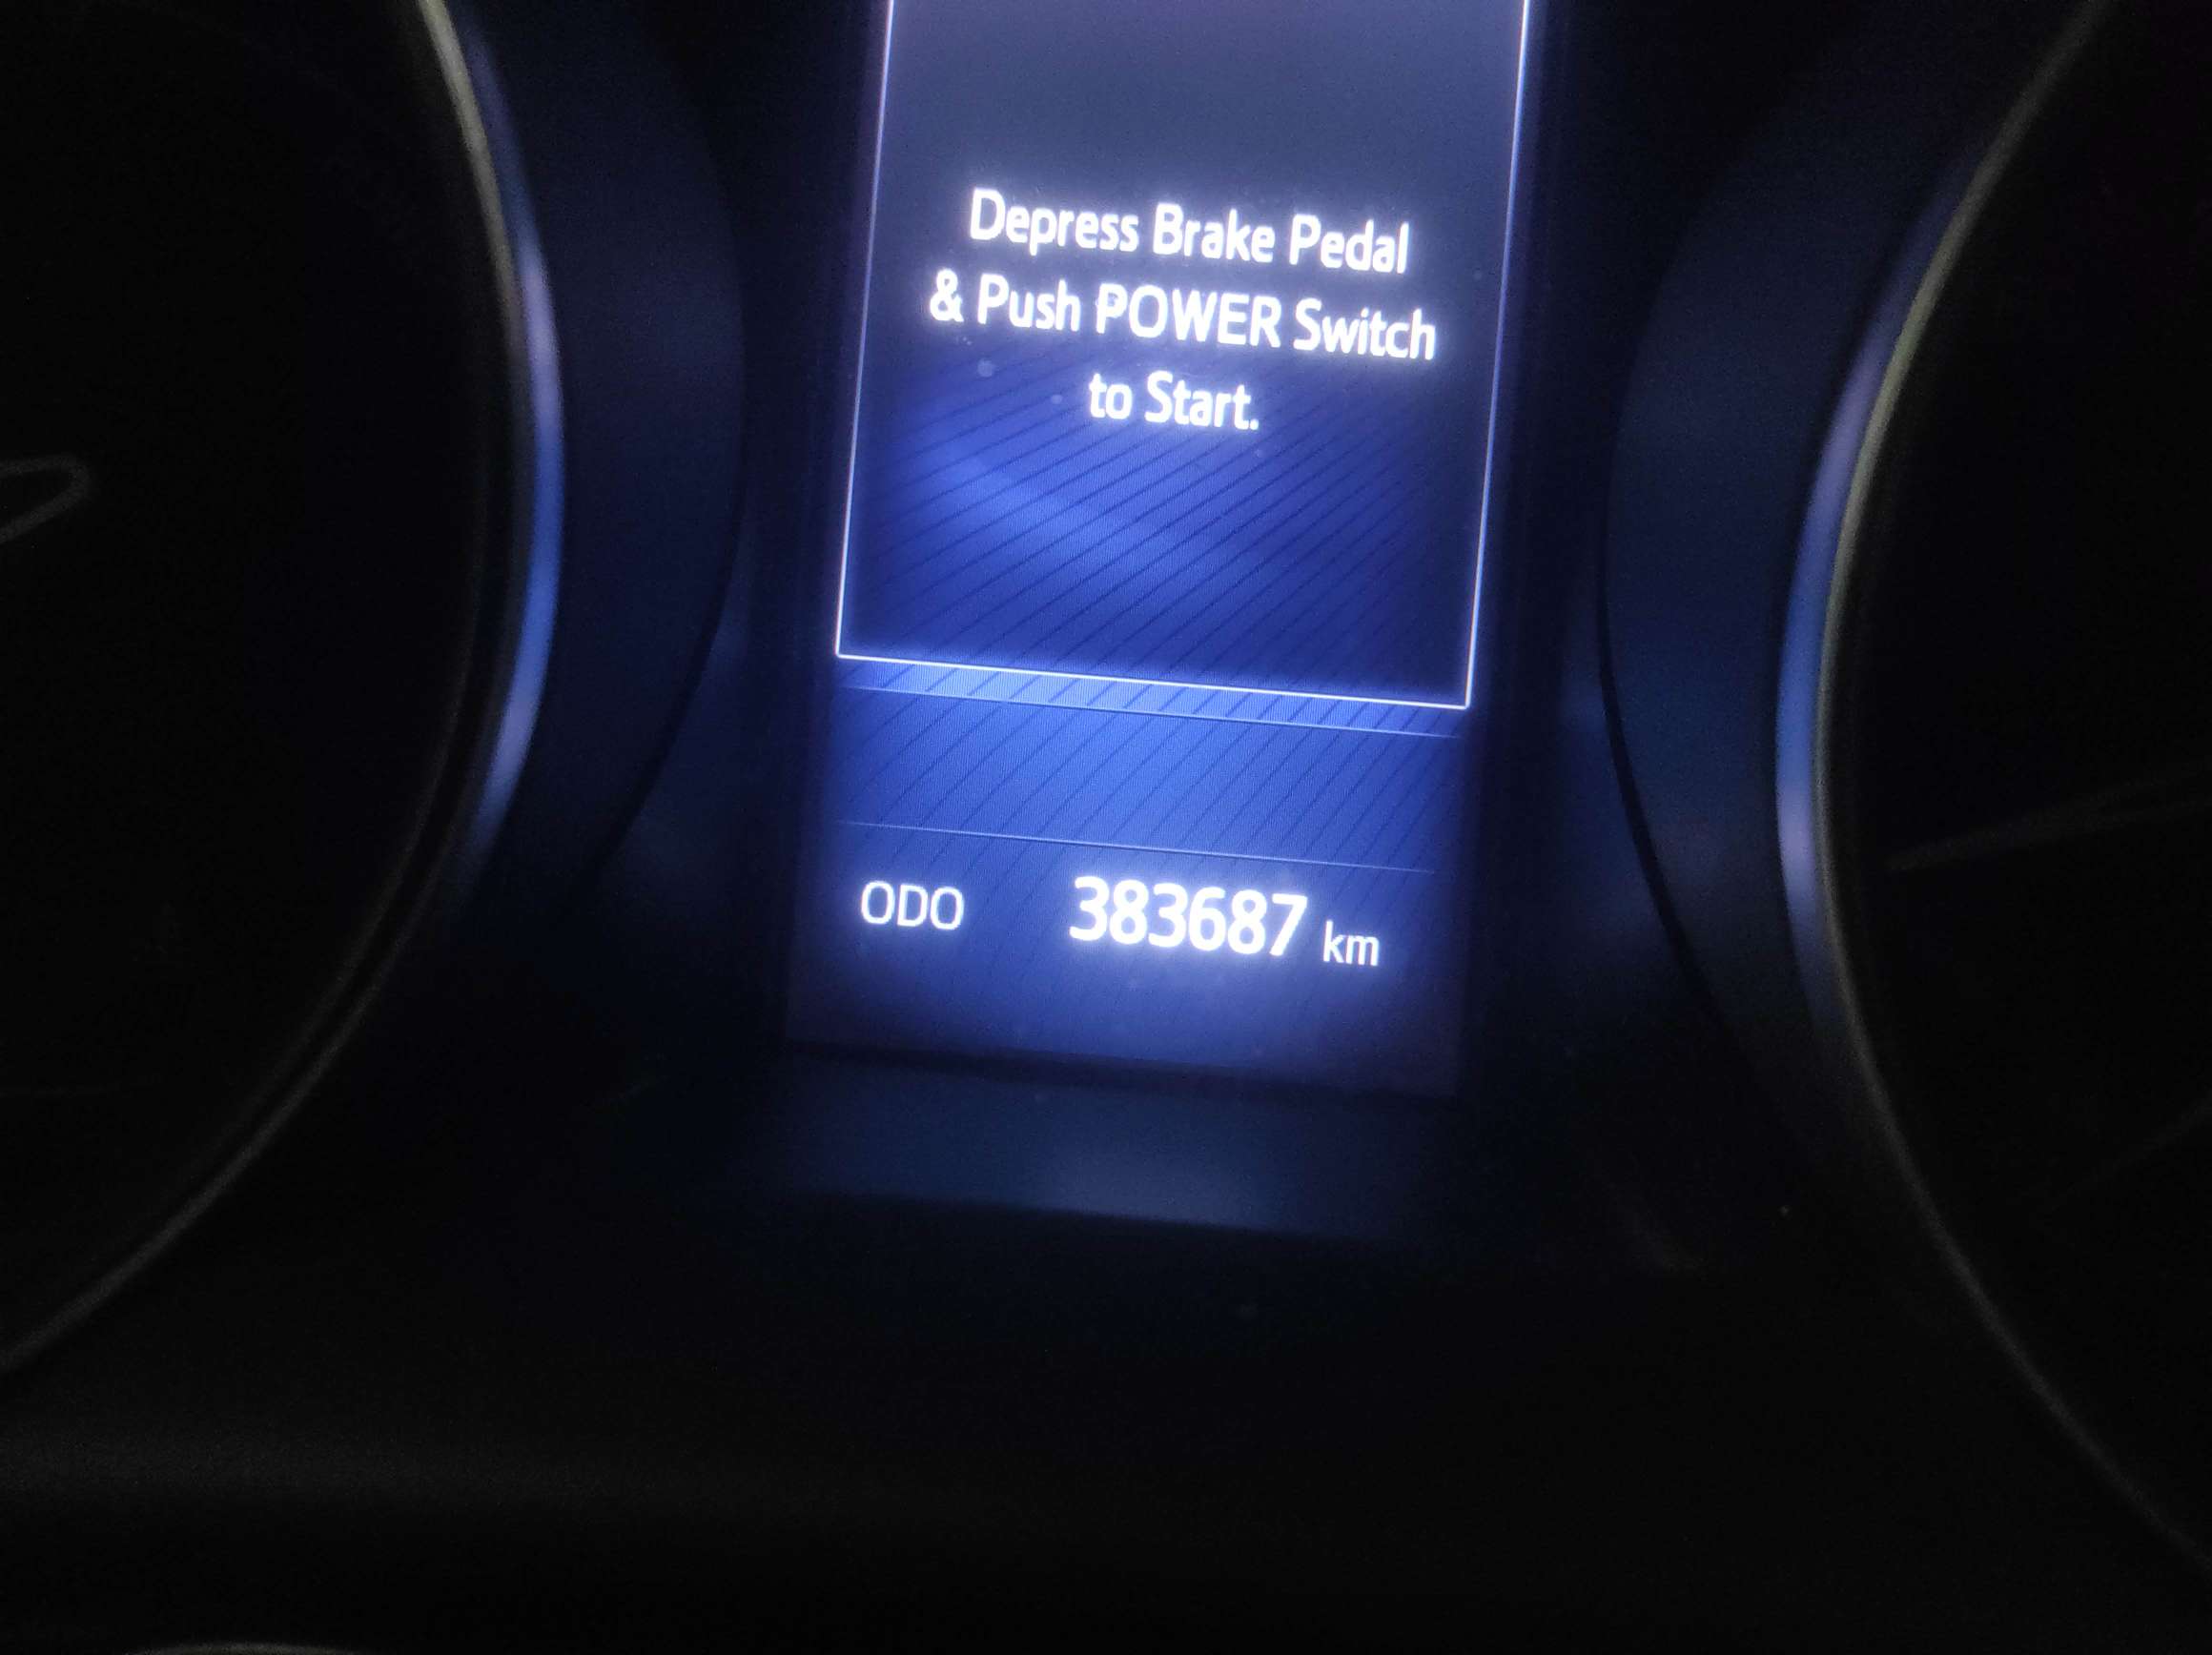 Depress Brake Pedal
& Push POWER Switch
to Start.
ODO 383687 km